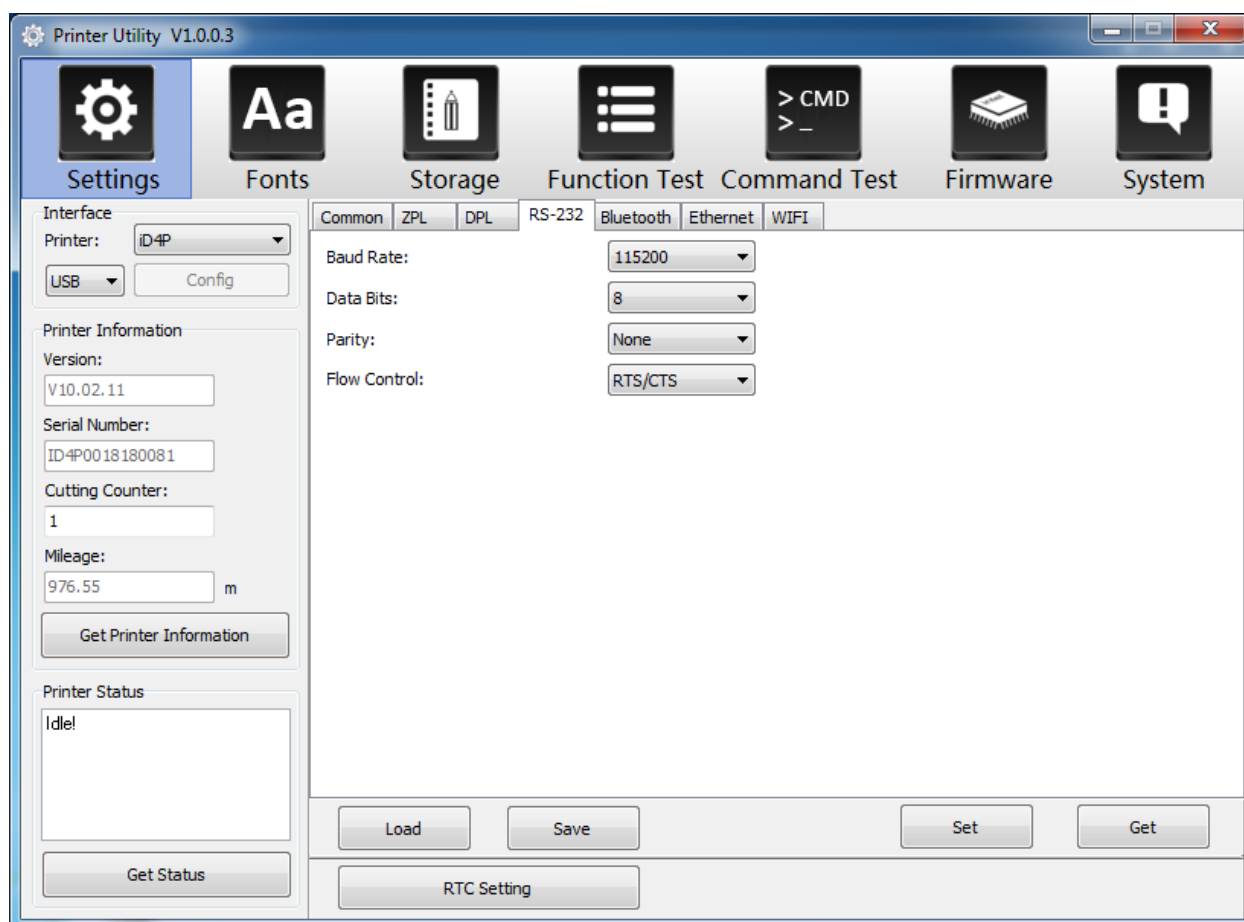 Printer Utility V1.0.0.3
Aa
> CMD
> _
Settings Fonts Storage Function Test Command Test Firmware System
Interface
Printer: iD4P
USB Config
Printer Information
Version:
V10.02.11
Serial Number:
ID4P0018180081
Cutting Counter:
1
Mileage:
976.55 m
Get Printer Information
Printer Status
Idle!
Get Status
Common ZPL DPL RS-232 Bluetooth Ethernet WIFI
Baud Rate: 115200
Data Bits: 8
Parity: None
Flow Control: RTS/CTS
Load Save Set Get
RTC Setting